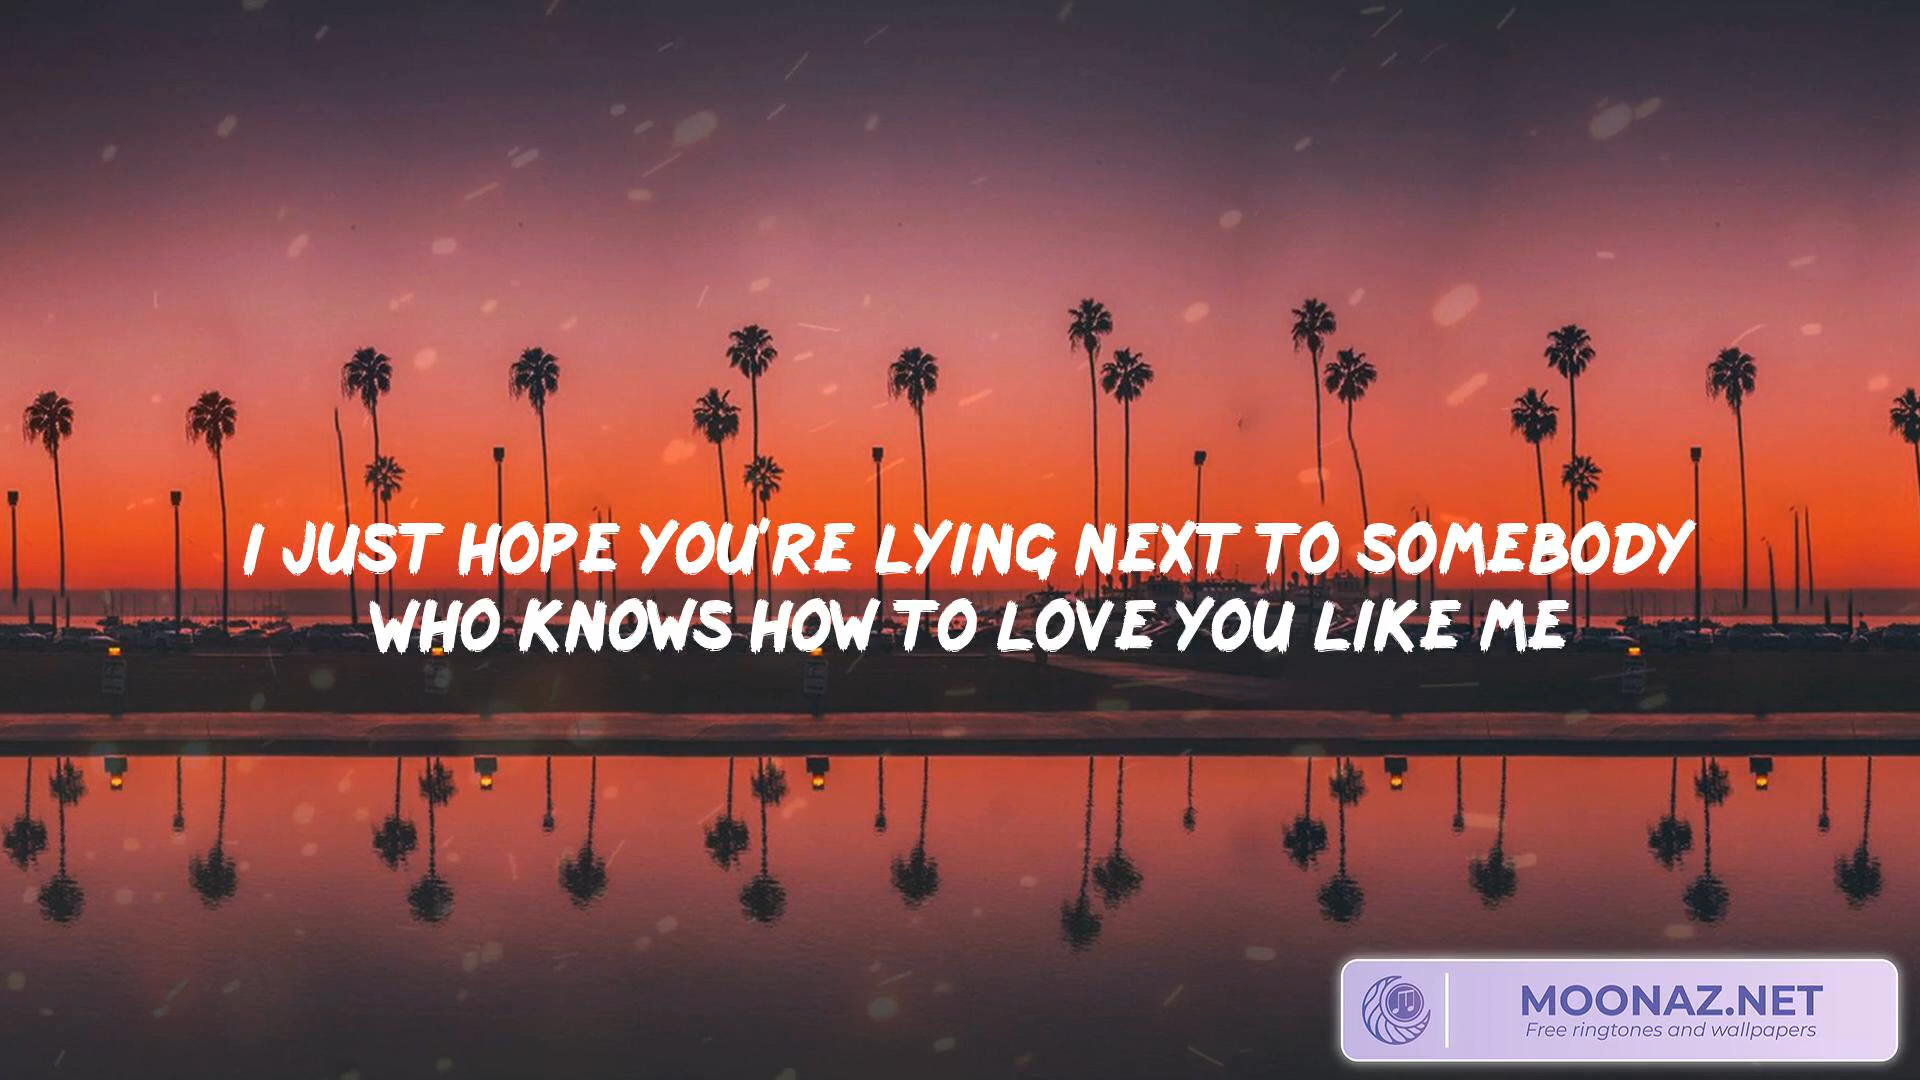 I JUST HOPE YOU'RE LYING NEXT TO SOMEBODY
WHO KNOWS HOW TO LOVE YOU LIKE ME
MOONAZ.NET
Free ringtones and wallpapers